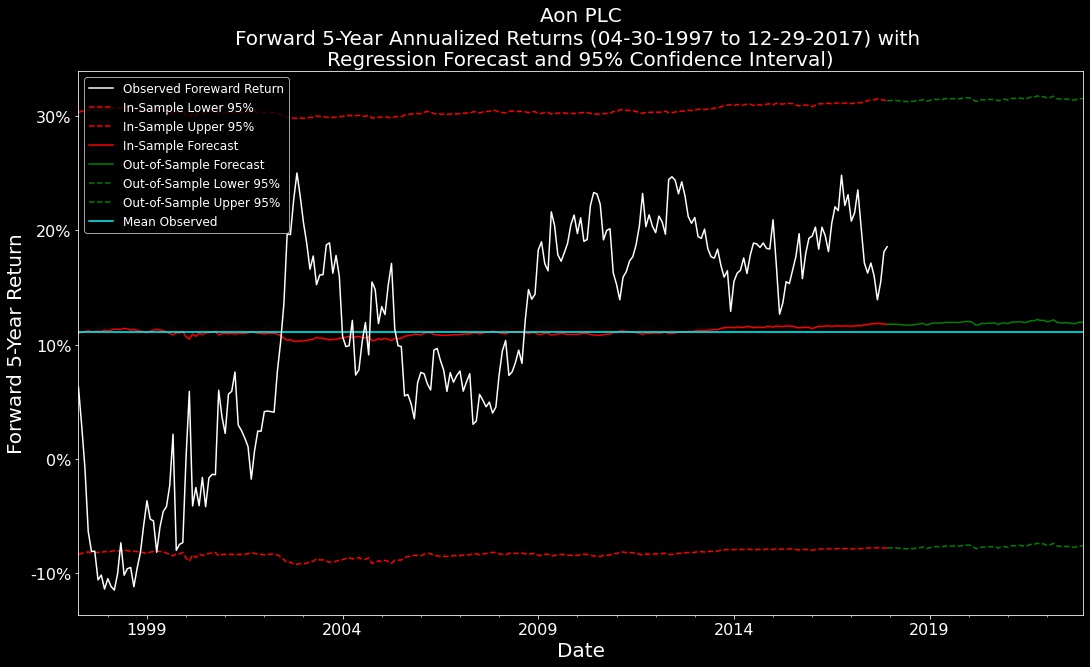 Aon PLC
Forward 5-Year Annualized Returns (04-30-1997 to 12-29-2017) with
Regression Forecast and 95% Confidence Interval)
Observed Foreward Return
In-Sample Lower 95%
In-Sample Upper 95%
In-Sample Forecast
Out-of-Sample Forecast
Out-of-Sample Lower 95%
Out-of-Sample Upper 95%
Mean Observed
Forward 5-Year Return
30%
20%
10%
0%
-10%
1999 2004 2009 2014 2019
Date